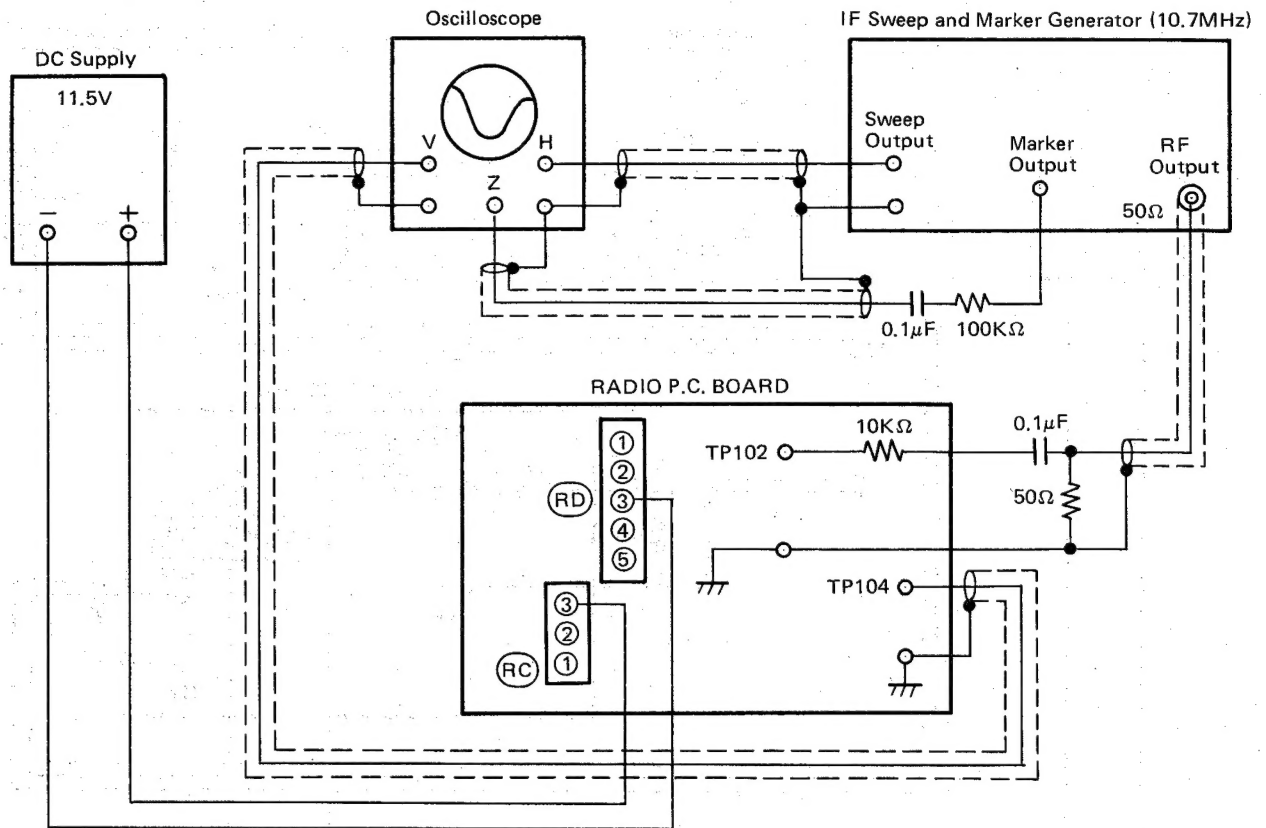 Oscilloscope
IF Sweep and Marker Generator (10.7MHz)
DC Supply
11.5V
− +
V
H
Z
Sweep
Output
Marker
Output
RF
Output
50Ω
0.1μF
100KΩ
RADIO P.C. BOARD
TP102
10KΩ
0.1μF
50Ω
RD
1
2
3
4
5
TP104
RC
3
2
1